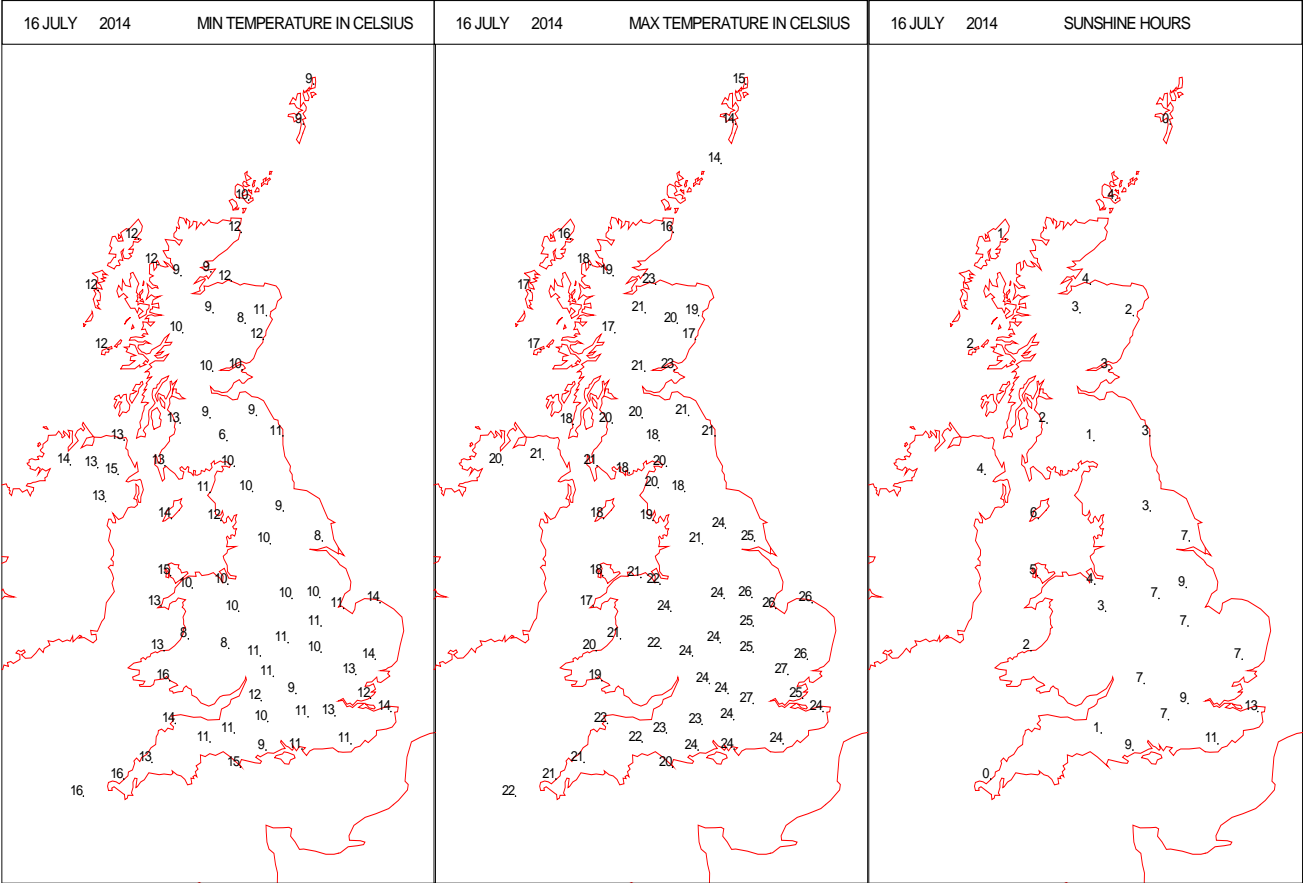 16 JULY 2014 MIN TEMPERATURE IN CELSIUS
9
9
10
12 12
12
9 9 12
12
9 8 11
10 12
12
10 10
13 9 9
13 6 11
14 13 15 13 10
13 11 10
14 12 9
10 8
15 10 10
13 10 10 10 11 14
11
13 8 8 11 11 10 14
16 11 13
12 9 12
14 10 11 13 14
11 11 9 11 11
13 15
16
16
16 JULY 2014 MAX TEMPERATURE IN CELSIUS
15
14
14
16 16
18 19 23
17
21 20 19
17 17
17
21 23
18 20 20 21
18 21
20 21 21 18 20
20 18
18 19 24
21 25
18 21 22
17 24 24 26 26 26
25
20 21 22 24 24 25 26
19 24 27
24 27 25
22 23 24 24
23 22 24 24 24
21 20
21
22
16 JULY 2014 SUNSHINE HOURS
0
4
1
4
3 2
2
3
2
1 3
4
6 3
7
5 4
7 9
3
7
2 7
7
9 13
7
1 9 11
0